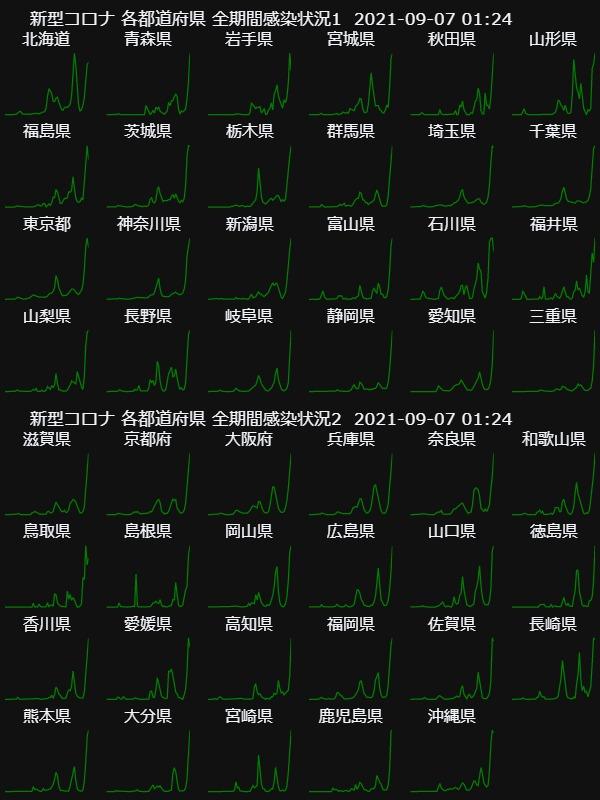 新型コロナ 各都道府県 全期間感染状況1 2021-09-07 01:24
北海道 青森県 岩手県 宮城県 秋田県 山形県
福島県 茨城県 栃木県 群馬県 埼玉県 千葉県
東京都 神奈川県 新潟県 富山県 石川県 福井県
山梨県 長野県 岐阜県 静岡県 愛知県 三重県
新型コロナ 各都道府県 全期間感染状況2 2021-09-07 01:24
滋賀県 京都府 大阪府 兵庫県 奈良県 和歌山県
鳥取県 島根県 岡山県 広島県 山口県 徳島県
香川県 愛媛県 高知県 福岡県 佐賀県 長崎県
熊本県 大分県 宮崎県 鹿児島県 沖縄県